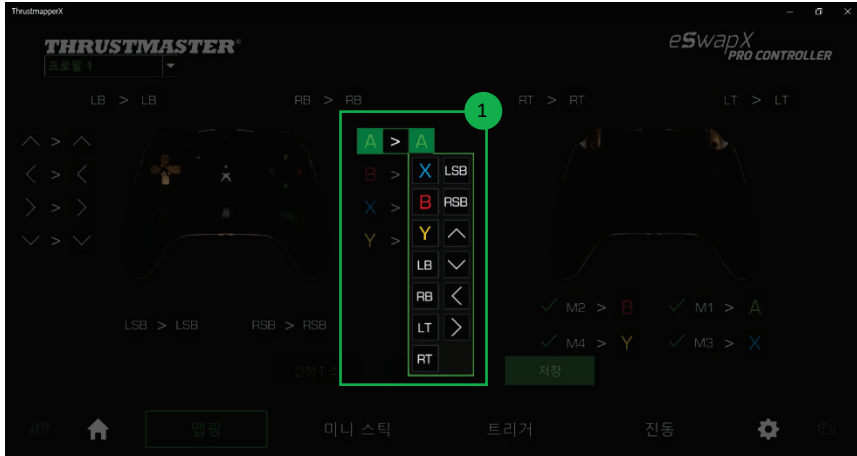 ThrustmapperX
THRUSTMASTER®
eSwapX
PRO CONTROLLER
프로필 1
LB > LB
RB > RB
RT > RT
LT > LT
1
A > A
B >
X >
Y >
X LSB
B RSB
Y
LB
RB
LT
RT
LSB > LSB
RSB > RSB
M2 > B
M1 > A
M4 > Y
M3 > X
저장
맵핑
미니 스틱
트리거
진동